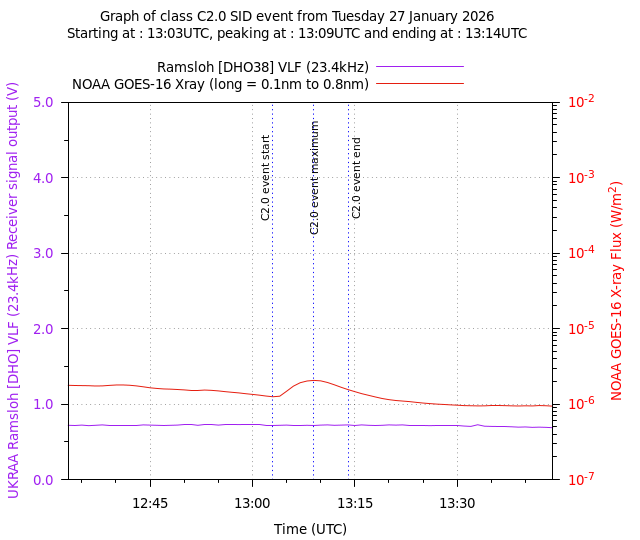 Graph of class C2.0 SID event from Tuesday 27 January 2026
Starting at : 13:03UTC, peaking at : 13:09UTC and ending at : 13:14UTC
Ramsloh [DHO38] VLF (23.4kHz)
NOAA GOES-16 Xray (long = 0.1nm to 0.8nm)
UKRAA Ramsloh [DHO] VLF (23.4kHz) Receiver signal output (V)
5.0
4.0
3.0
2.0
1.0
0.0
C2.0 event start
C2.0 event maximum
C2.0 event end
10⁻²
10⁻³
10⁻⁴
10⁻⁵
10⁻⁶
10⁻⁷
NOAA GOES-16 X-ray Flux (W/m²)
12:45 13:00 13:15 13:30
Time (UTC)